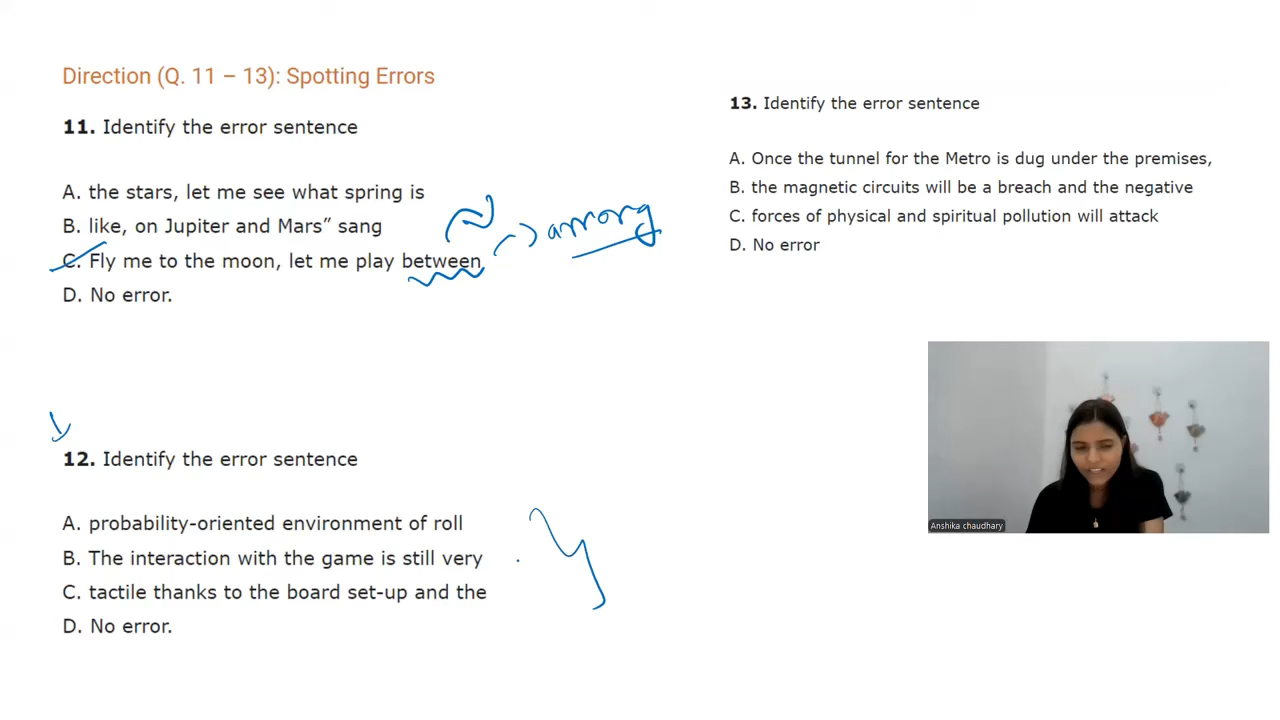 Direction (Q. 11 – 13): Spotting Errors
11. Identify the error sentence
A. the stars, let me see what spring is
B. like, on Jupiter and Mars” sang
C. Fly me to the moon, let me play between
among
D. No error.
12. Identify the error sentence
A. probability-oriented environment of roll
B. The interaction with the game is still very
C. tactile thanks to the board set-up and the
D. No error.
13. Identify the error sentence
A. Once the tunnel for the Metro is dug under the premises,
B. the magnetic circuits will be a breach and the negative
C. forces of physical and spiritual pollution will attack
D. No error
Anshika chaudhary